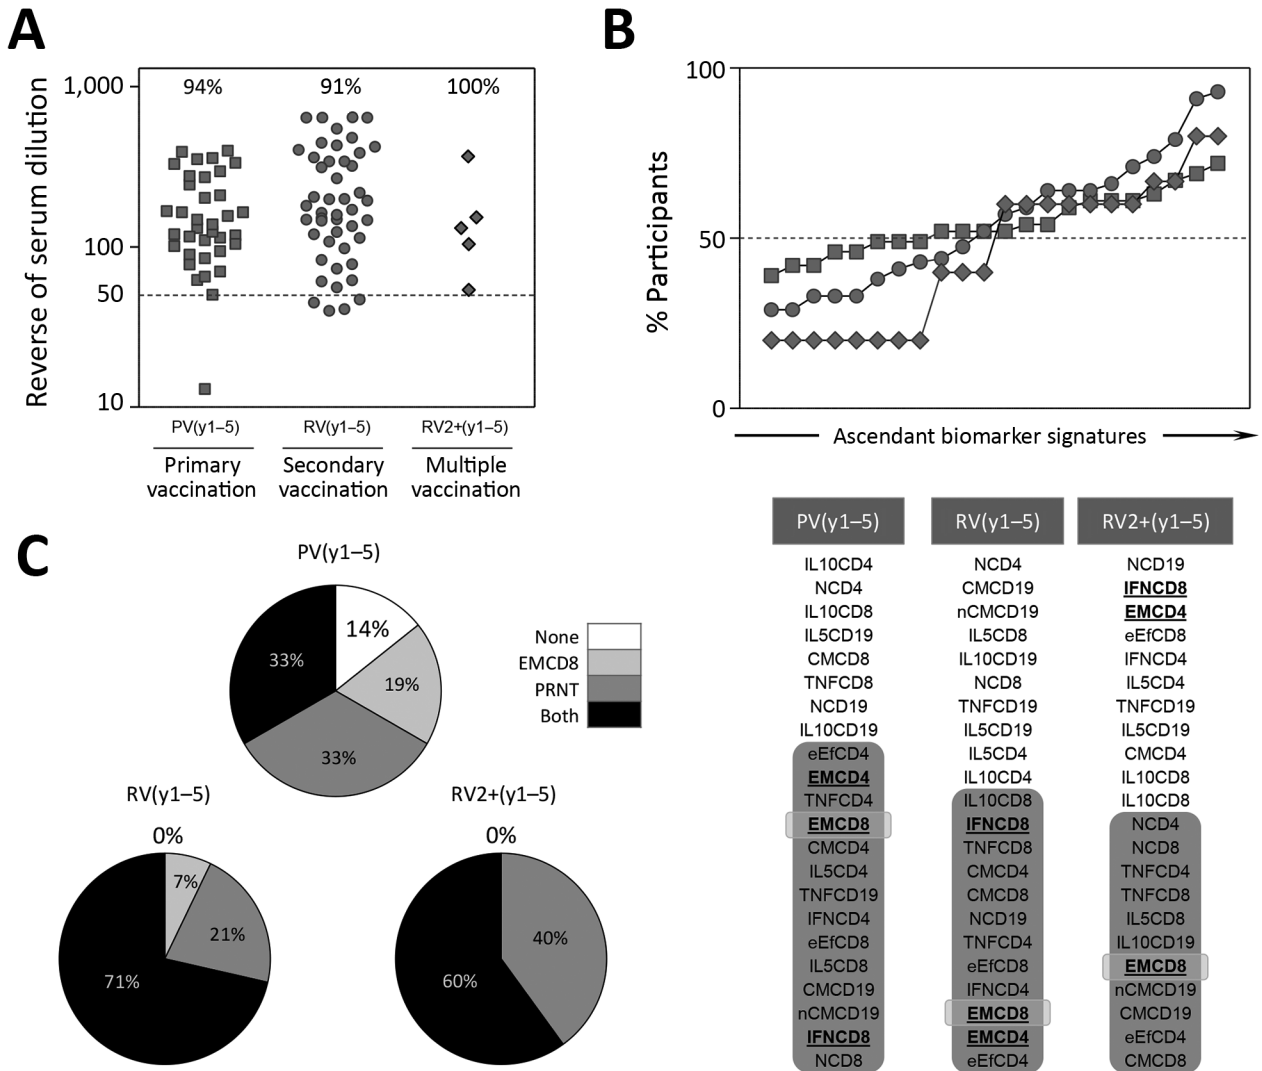 A
Reverse of serum dilution
1,000
100
50
10
94%
91%
100%
PV(y1–5)
RV(y1–5)
RV2+(y1–5)
Primary
vaccination
Secondary
vaccination
Multiple
vaccination
B
% Participants
100
50
0
Ascendant biomarker signatures
PV(y1–5)
IL10CD4
NCD4
IL10CD8
IL5CD19
CMCD8
TNFCD8
NCD19
IL10CD19
eEfCD4
EMCD4
TNFCD4
EMCD8
CMCD4
IL5CD4
TNFCD19
IFNCD4
eEfCD8
IL5CD8
CMCD19
nCMCD19
IFNCD8
NCD8
RV(y1–5)
NCD4
CMCD19
nCMCD19
IL5CD8
IL10CD19
NCD8
TNFCD19
IL5CD19
IL5CD4
IL10CD4
IL10CD8
IFNCD8
TNFCD8
CMCD4
CMCD8
NCD19
TNFCD4
eEfCD8
IFNCD4
EMCD8
EMCD4
eEfCD4
RV2+(y1–5)
NCD19
IFNCD8
EMCD4
eEfCD8
IFNCD4
IL5CD4
TNFCD19
IL5CD19
CMCD4
IL10CD8
IL10CD8
NCD4
NCD8
TNFCD4
TNFCD8
IL5CD8
IL10CD19
EMCD8
nCMCD19
CMCD19
eEfCD4
CMCD8
C
PV(y1–5)
14%
19%
33%
33%
None
EMCD8
PRNT
Both
RV(y1–5)
0%
7%
21%
71%
RV2+(y1–5)
0%
40%
60%